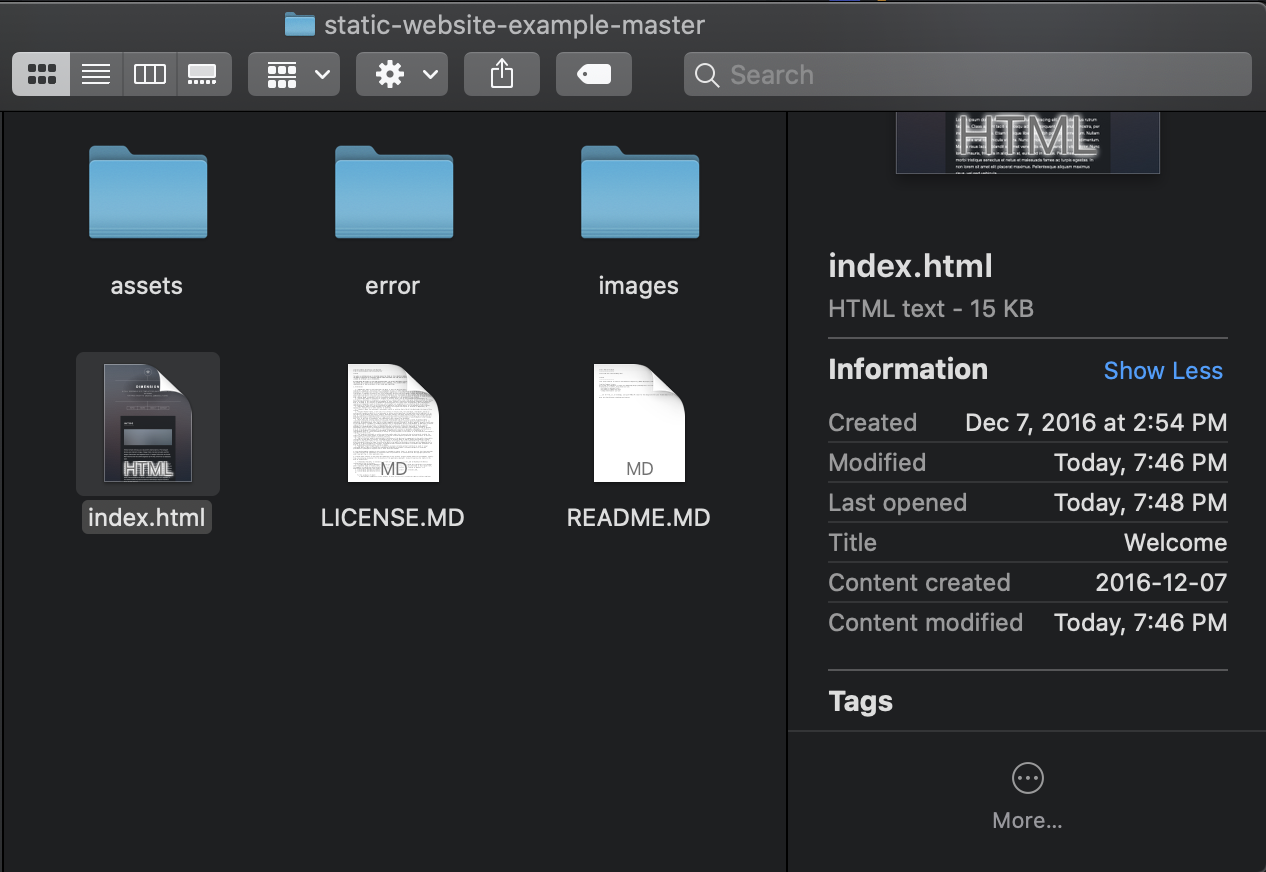 static-website-example-master
Search
HTML
assets
error
images
index.html
HTML text - 15 KB
Information
Show Less
Created
Dec 7, 2016 at 2:54 PM
Modified
Today, 7:46 PM
Last opened
Today, 7:48 PM
Title
Welcome
Content created
2016-12-07
Content modified
Today, 7:46 PM
Tags
More...
HTML
MD
MD
index.html
LICENSE.MD
README.MD